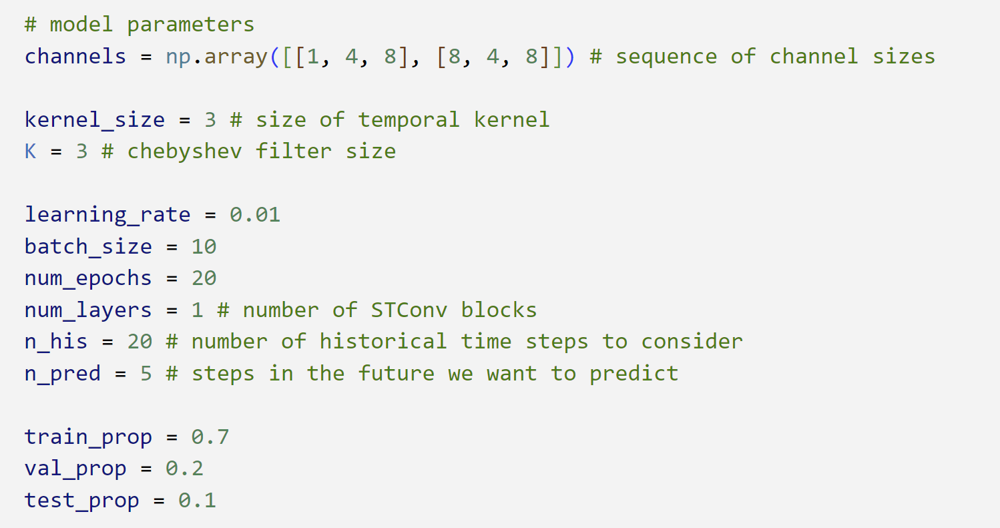 # model parameters
channels = np.array([[1, 4, 8], [8, 4, 8]]) # sequence of channel sizes
kernel_size = 3 # size of temporal kernel
K = 3 # chebyshev filter size
learning_rate = 0.01
batch_size = 10
num_epochs = 20
num_layers = 1 # number of STConv blocks
n_his = 20 # number of historical time steps to consider
n_pred = 5 # steps in the future we want to predict
train_prop = 0.7
val_prop = 0.2
test_prop = 0.1